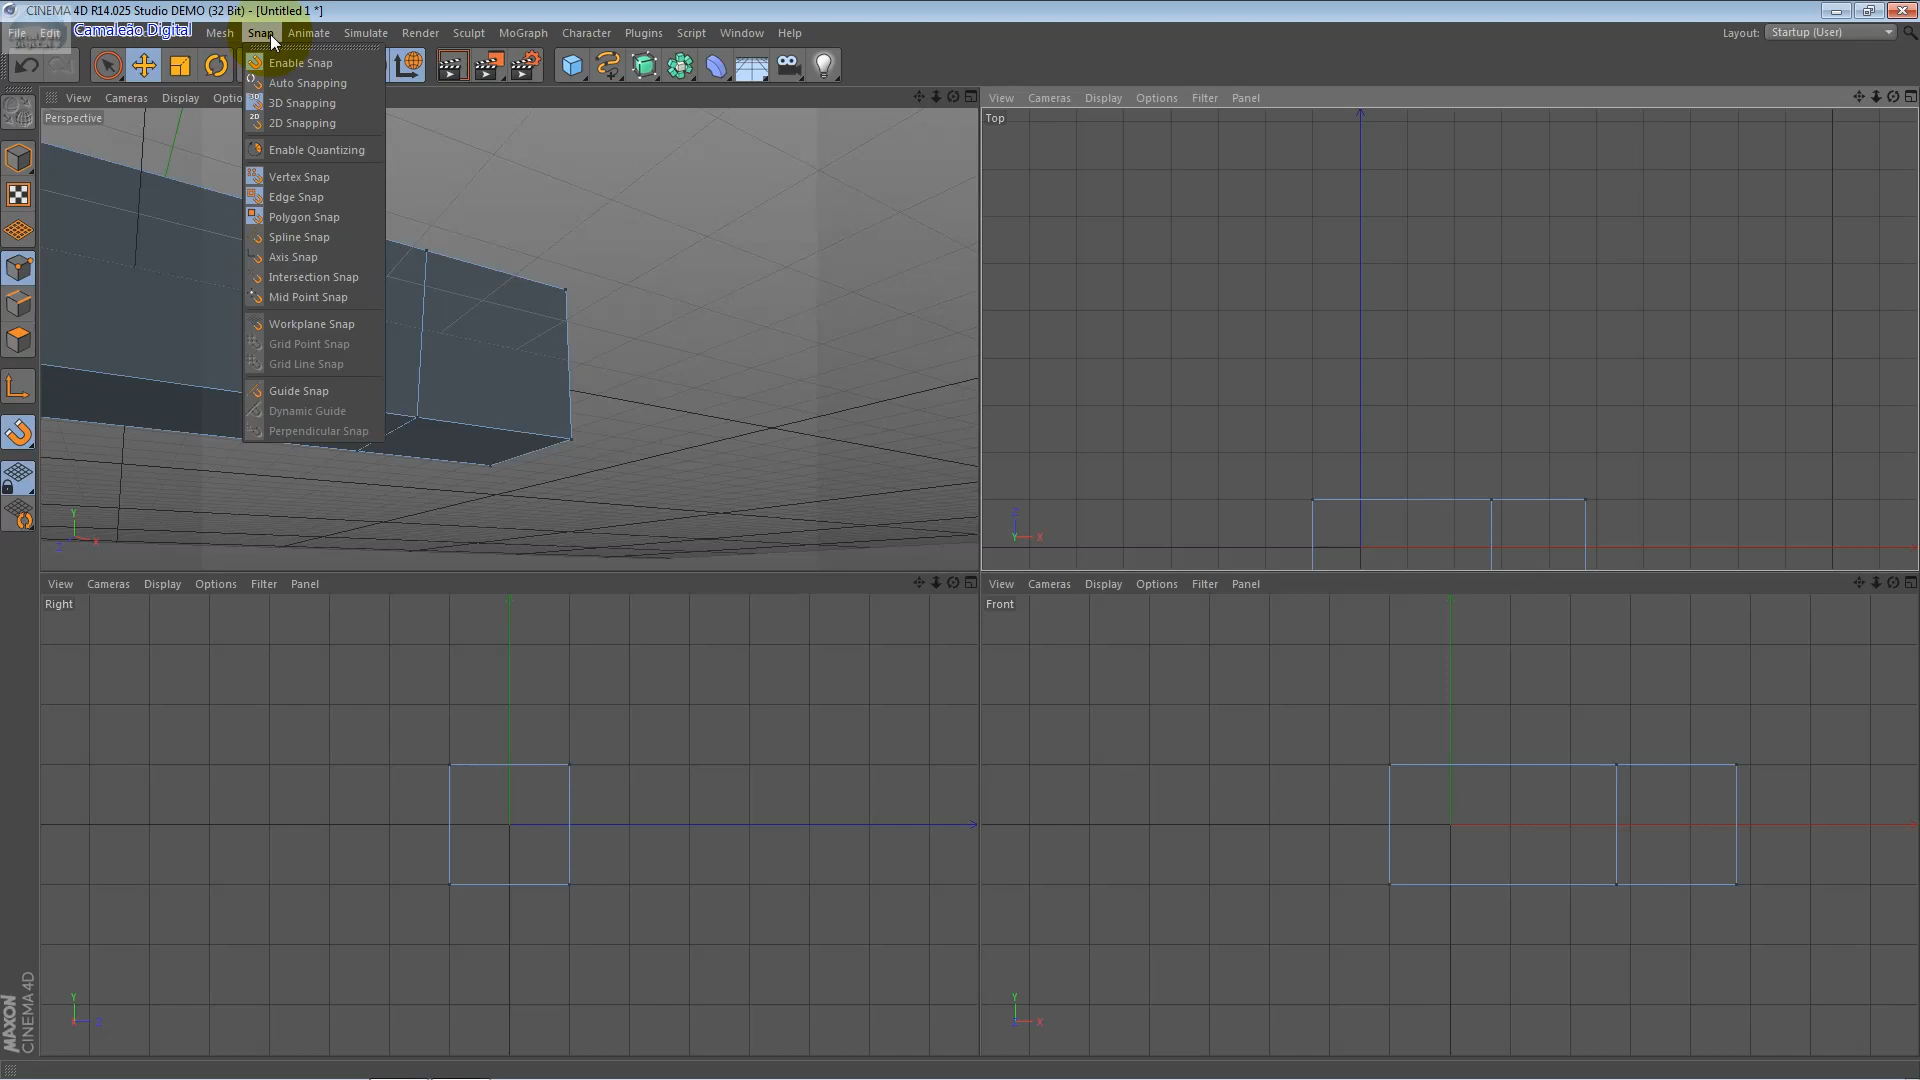 CINEMA 4D R14.025 Studio DEMO (32 Bit) - [Untitled 1 *]
File Edit Camaleão Digital Mesh Snap Animate Simulate Render Sculpt MoGraph Character Plugins Script Window Help Layout: Startup (User)
Enable Snap
Auto Snapping
3D Snapping
2D Snapping
Enable Quantizing
Vertex Snap
Edge Snap
Polygon Snap
Spline Snap
Axis Snap
Intersection Snap
Mid Point Snap
Workplane Snap
Grid Point Snap
Grid Line Snap
Guide Snap
Dynamic Guide
Perpendicular Snap
View Cameras Display Optio
Perspective
Y
Z X
View Cameras Display Options Filter Panel
Top
Z
Y X
View Cameras Display Options Filter Panel
Right
Y
X Z
View Cameras Display Options Filter Panel
Front
Y
Z X
MAXON
CINEMA 4D